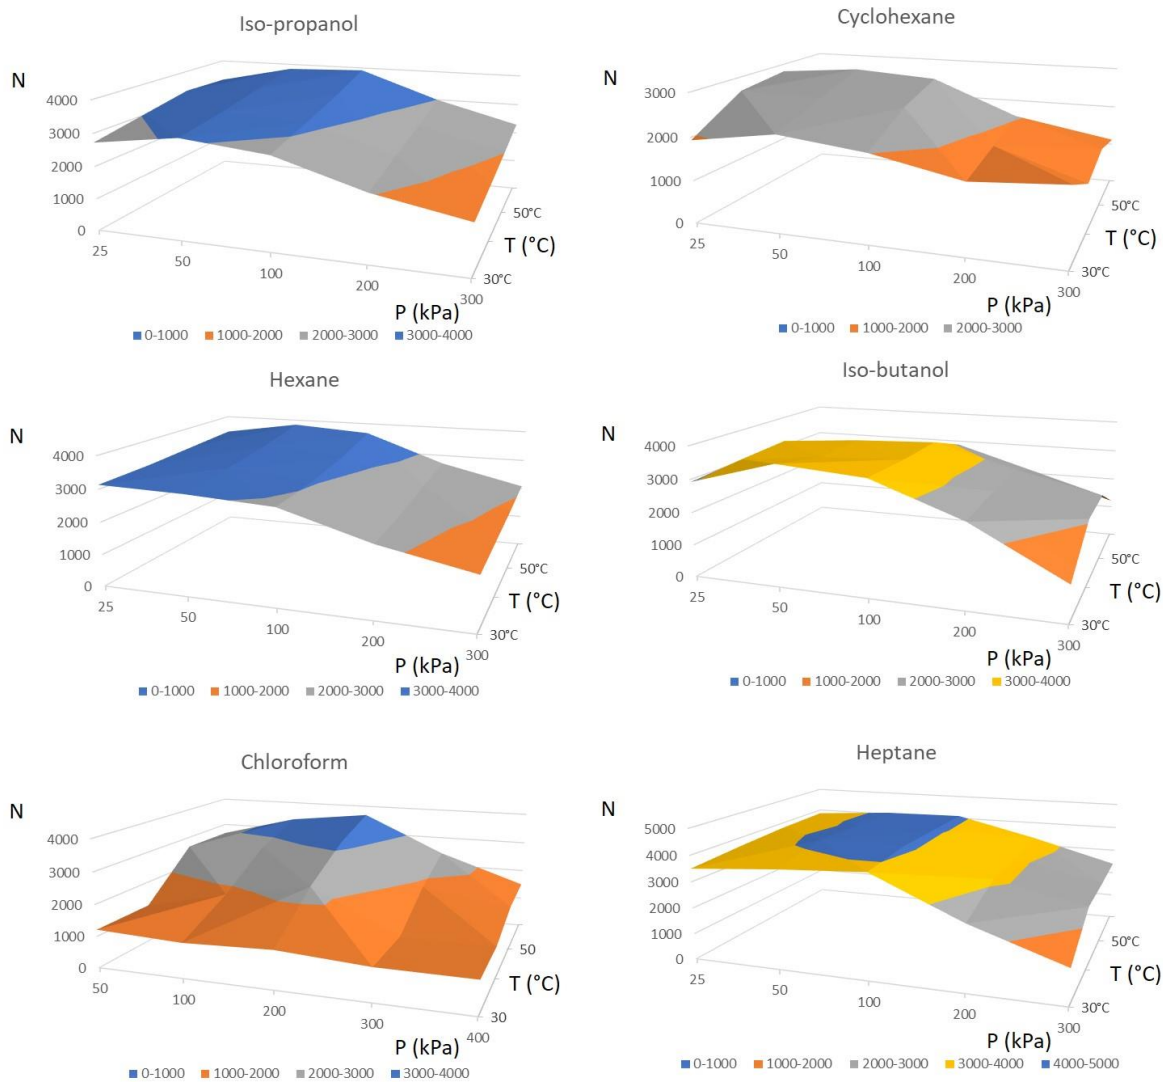 Iso-propanol
N
4000
3000
2000
1000
0
25
50
100
200
300
50°C
30°C
T (°C)
P (kPa)
0-1000 1000-2000 2000-3000 3000-4000
Cyclohexane
N
3000
2000
1000
0
25
50
100
200
300
50°C
30°C
T (°C)
P (kPa)
0-1000 1000-2000 2000-3000
Hexane
N
4000
3000
2000
1000
0
25
50
100
200
300
50°C
30°C
T (°C)
P (kPa)
0-1000 1000-2000 2000-3000 3000-4000
Iso-butanol
N
4000
3000
2000
1000
0
25
50
100
200
300
50°C
30°C
T (°C)
P (kPa)
0-1000 1000-2000 2000-3000 3000-4000
Chloroform
N
4000
3000
2000
1000
0
50
100
200
300
400
50
30
T (°C)
P (kPa)
0-1000 1000-2000 2000-3000 3000-4000
Heptane
N
5000
4000
3000
2000
1000
0
25
50
100
200
300
50°C
30°C
T (°C)
P (kPa)
0-1000 1000-2000 2000-3000 3000-4000 4000-5000